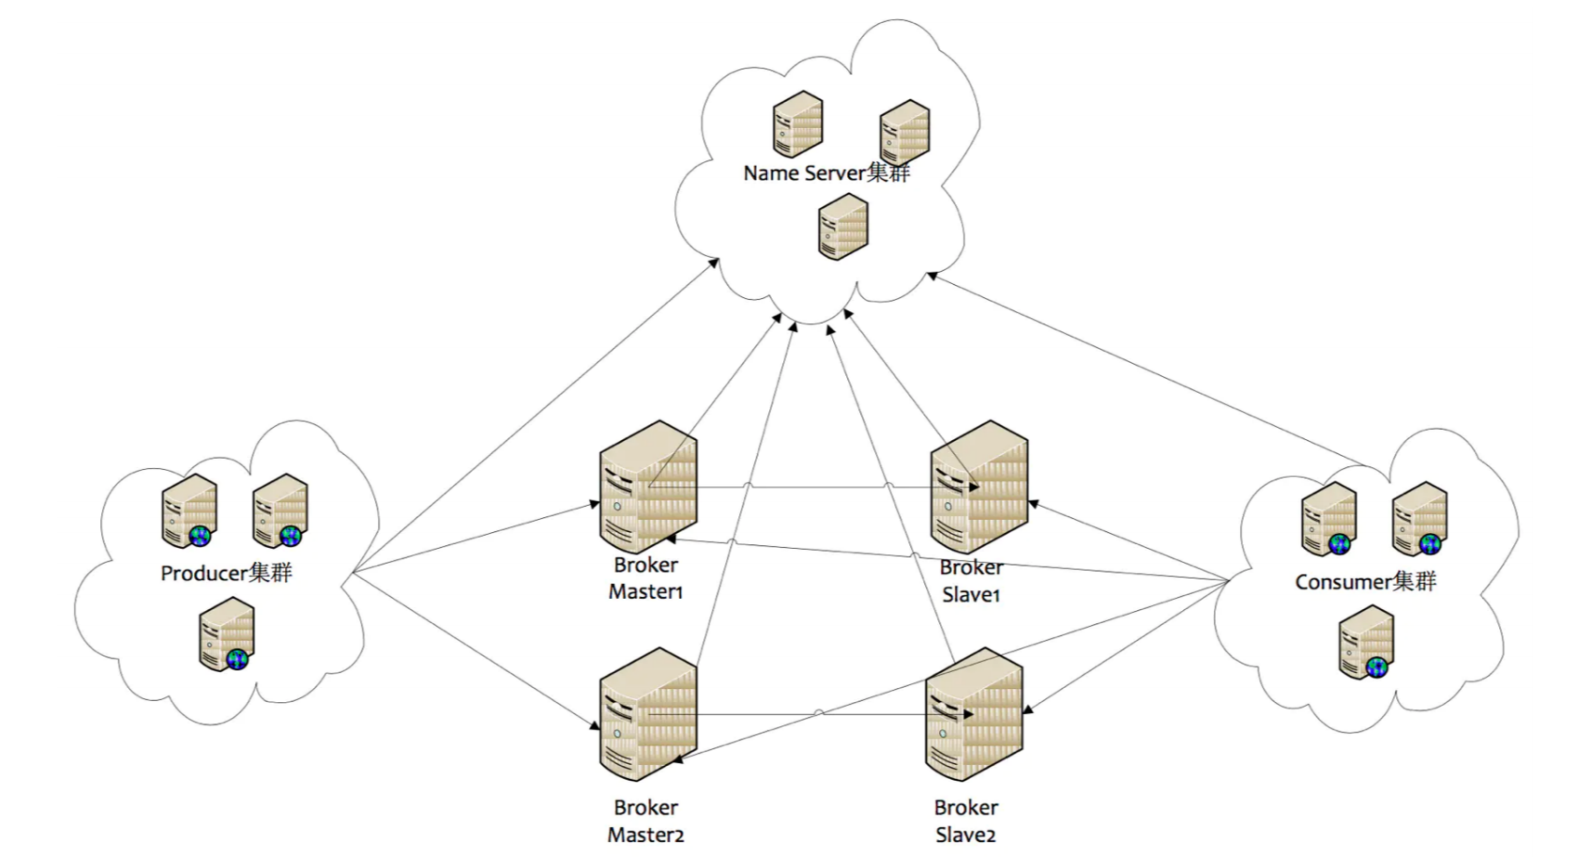 Name Server集群
Producer集群
Broker
Master1
Broker
Slave1
Consumer集群
Broker
Master2
Broker
Slave2